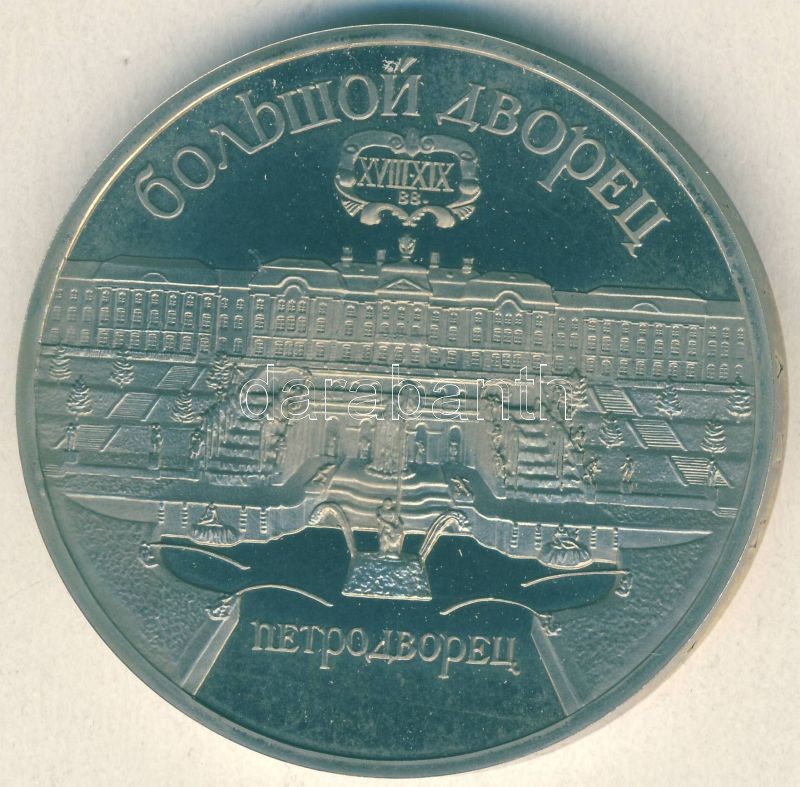 БОЛЬШОЙ ДВОРЕЦ
XVIII-XIX
ВВ.
darabanth
ПЕТРОДВОРЕЦ